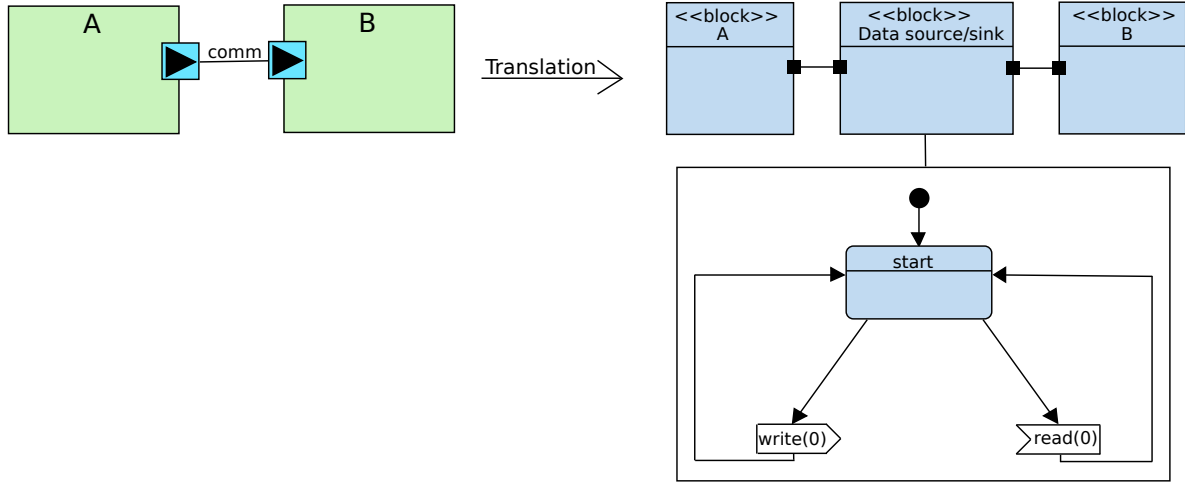 A
B
comm
Translation
<<block>>
A
<<block>>
Data source/sink
<<block>>
B
start
write(0)
read(0)